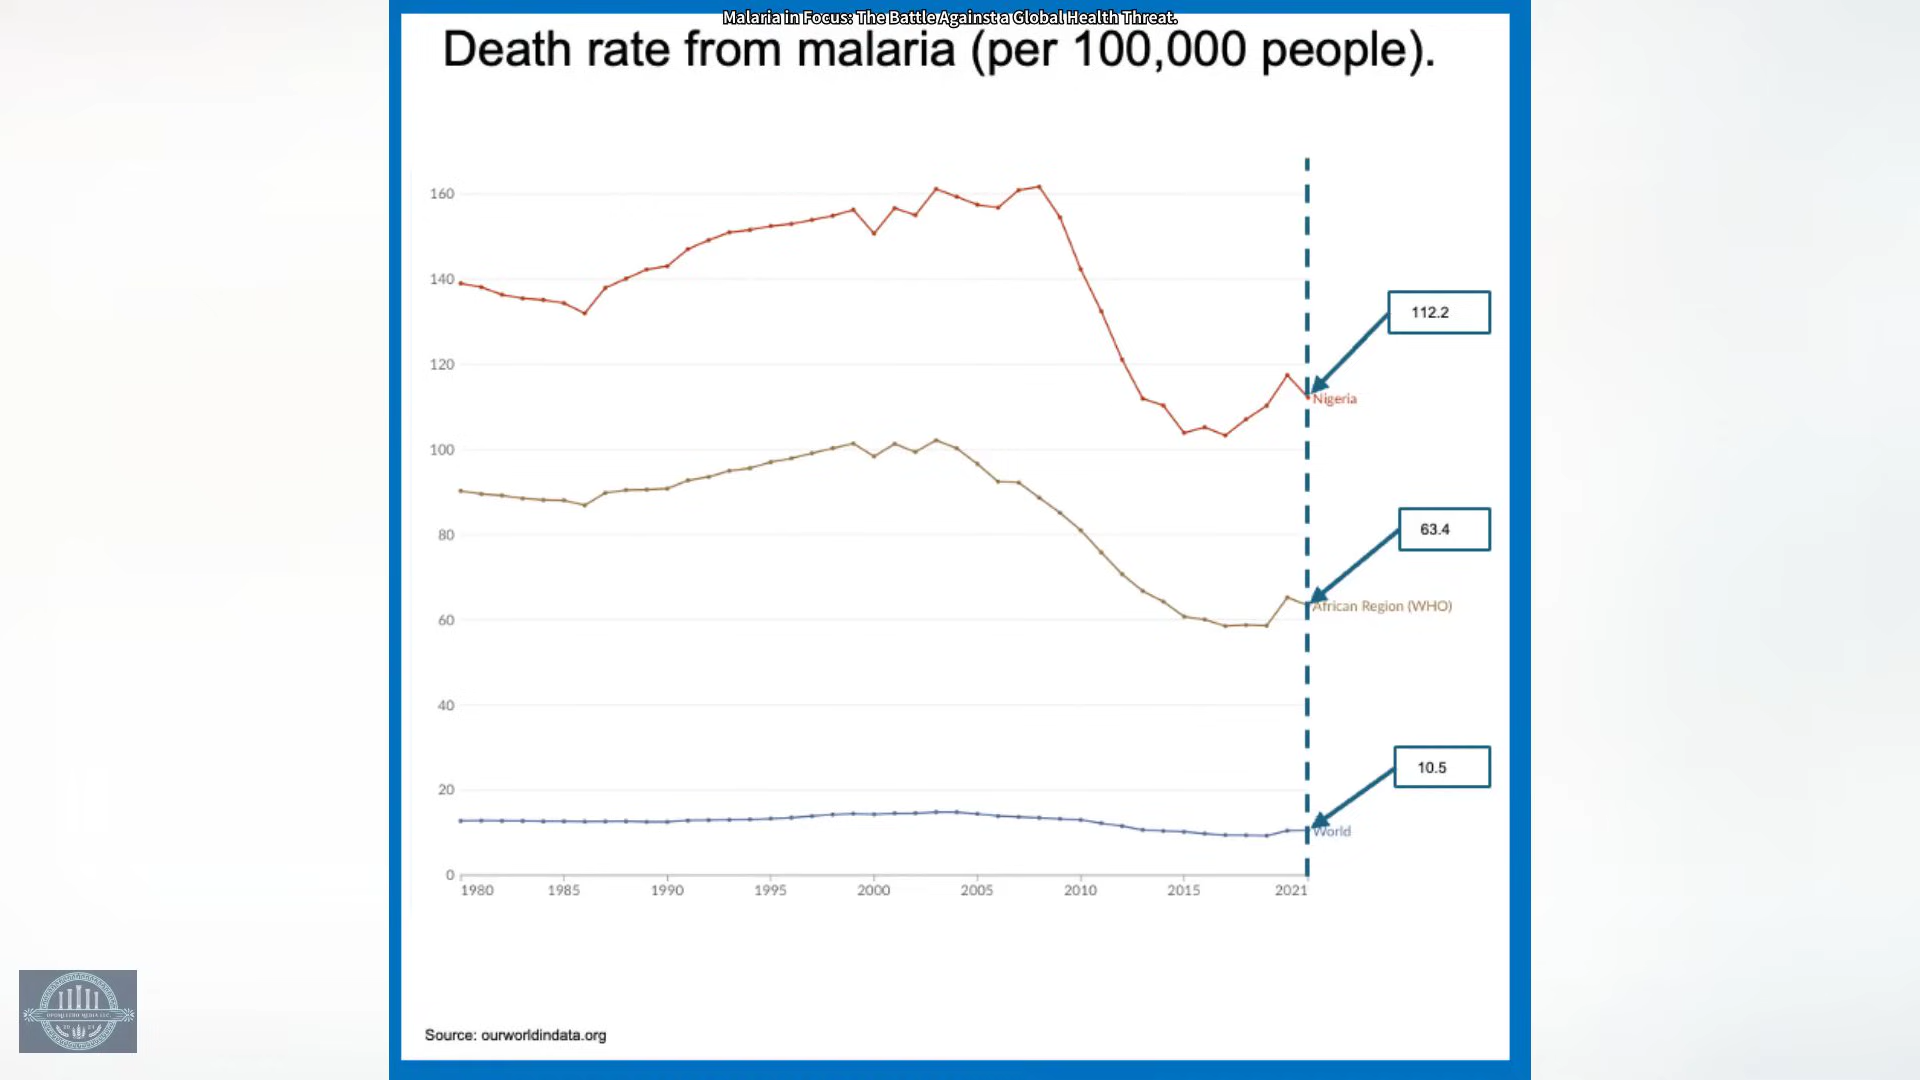 Malaria in Focus: The Battle Against a Global Health Threat.
Death rate from malaria (per 100,000 people).
160
140
112.2
120
Nigeria
100
63.4
80
African Region (WHO)
60
40
10.5
20
World
0
1980 1985 1990 1995 2000 2005 2010 2015 2021
Source: ourworldindata.org